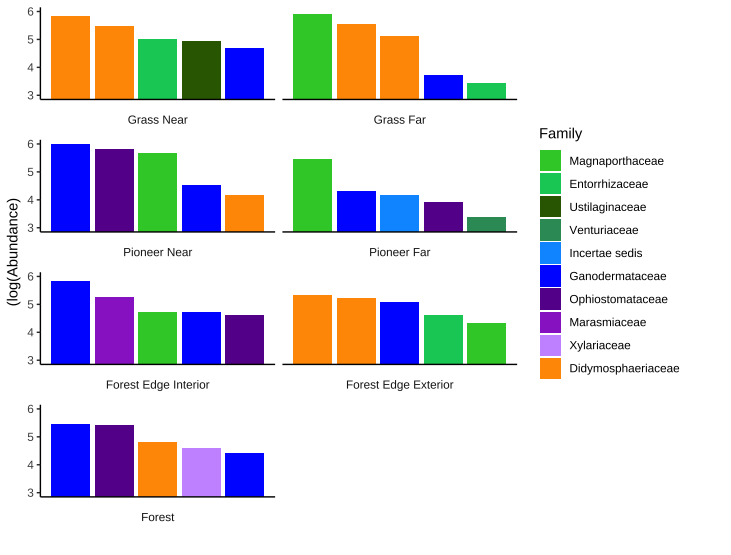 6
5
4
3
Grass Near
Grass Far
6
5
4
3
Pioneer Near
Pioneer Far
(log(Abundance)
6
5
4
3
Forest Edge Interior
Forest Edge Exterior
6
5
4
3
Forest
Family
Magnaporthaceae
Entorrhizaceae
Ustilaginaceae
Venturiaceae
Incertae sedis
Ganodermataceae
Ophiostomataceae
Marasmiaceae
Xylariaceae
Didymosphaeriaceae